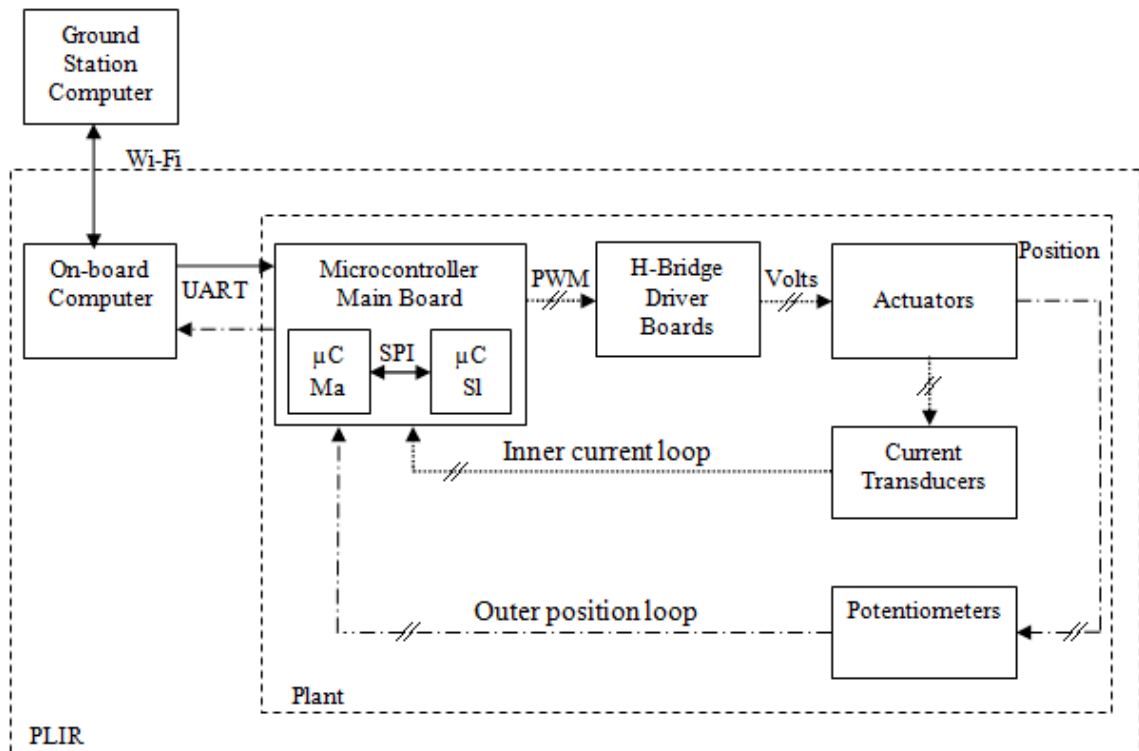 Ground
Station
Computer
Wi-Fi
On-board
Computer
UART
Microcontroller
Main Board
µC
Ma
SPI
µC
Sl
PWM
H-Bridge
Driver
Boards
Volts
Actuators
Position
Inner current loop
Current
Transducers
Outer position loop
Potentiometers
Plant
PLIR